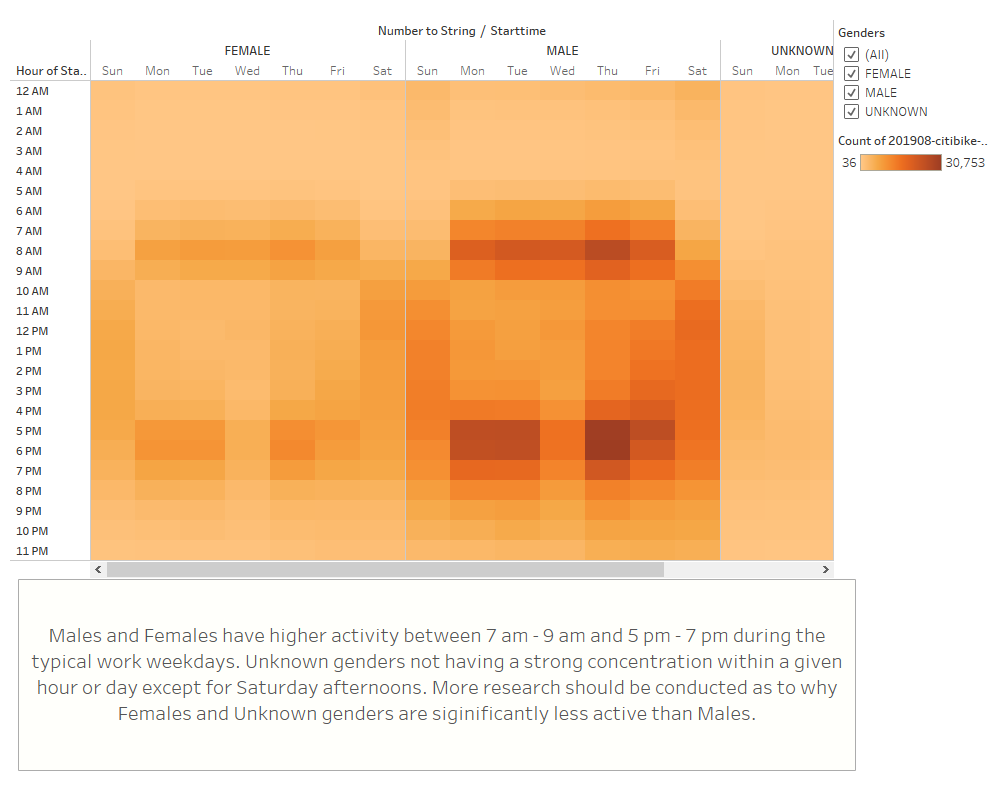 Number to String / Starttime
FEMALE MALE UNKNOWN
Hour of Sta.. Sun Mon Tue Wed Thu Fri Sat Sun Mon Tue Wed Thu Fri Sat Sun Mon Tue
12 AM
1 AM
2 AM
3 AM
4 AM
5 AM
6 AM
7 AM
8 AM
9 AM
10 AM
11 AM
12 PM
1 PM
2 PM
3 PM
4 PM
5 PM
6 PM
7 PM
8 PM
9 PM
10 PM
11 PM
Genders
(All)
FEMALE
MALE
UNKNOWN
Count of 201908-citibike-..
36 30,753
Males and Females have higher activity between 7 am - 9 am and 5 pm - 7 pm during the
typical work weekdays. Unknown genders not having a strong concentration within a given
hour or day except for Saturday afternoons. More research should be conducted as to why
Females and Unknown genders are siginificantly less active than Males.